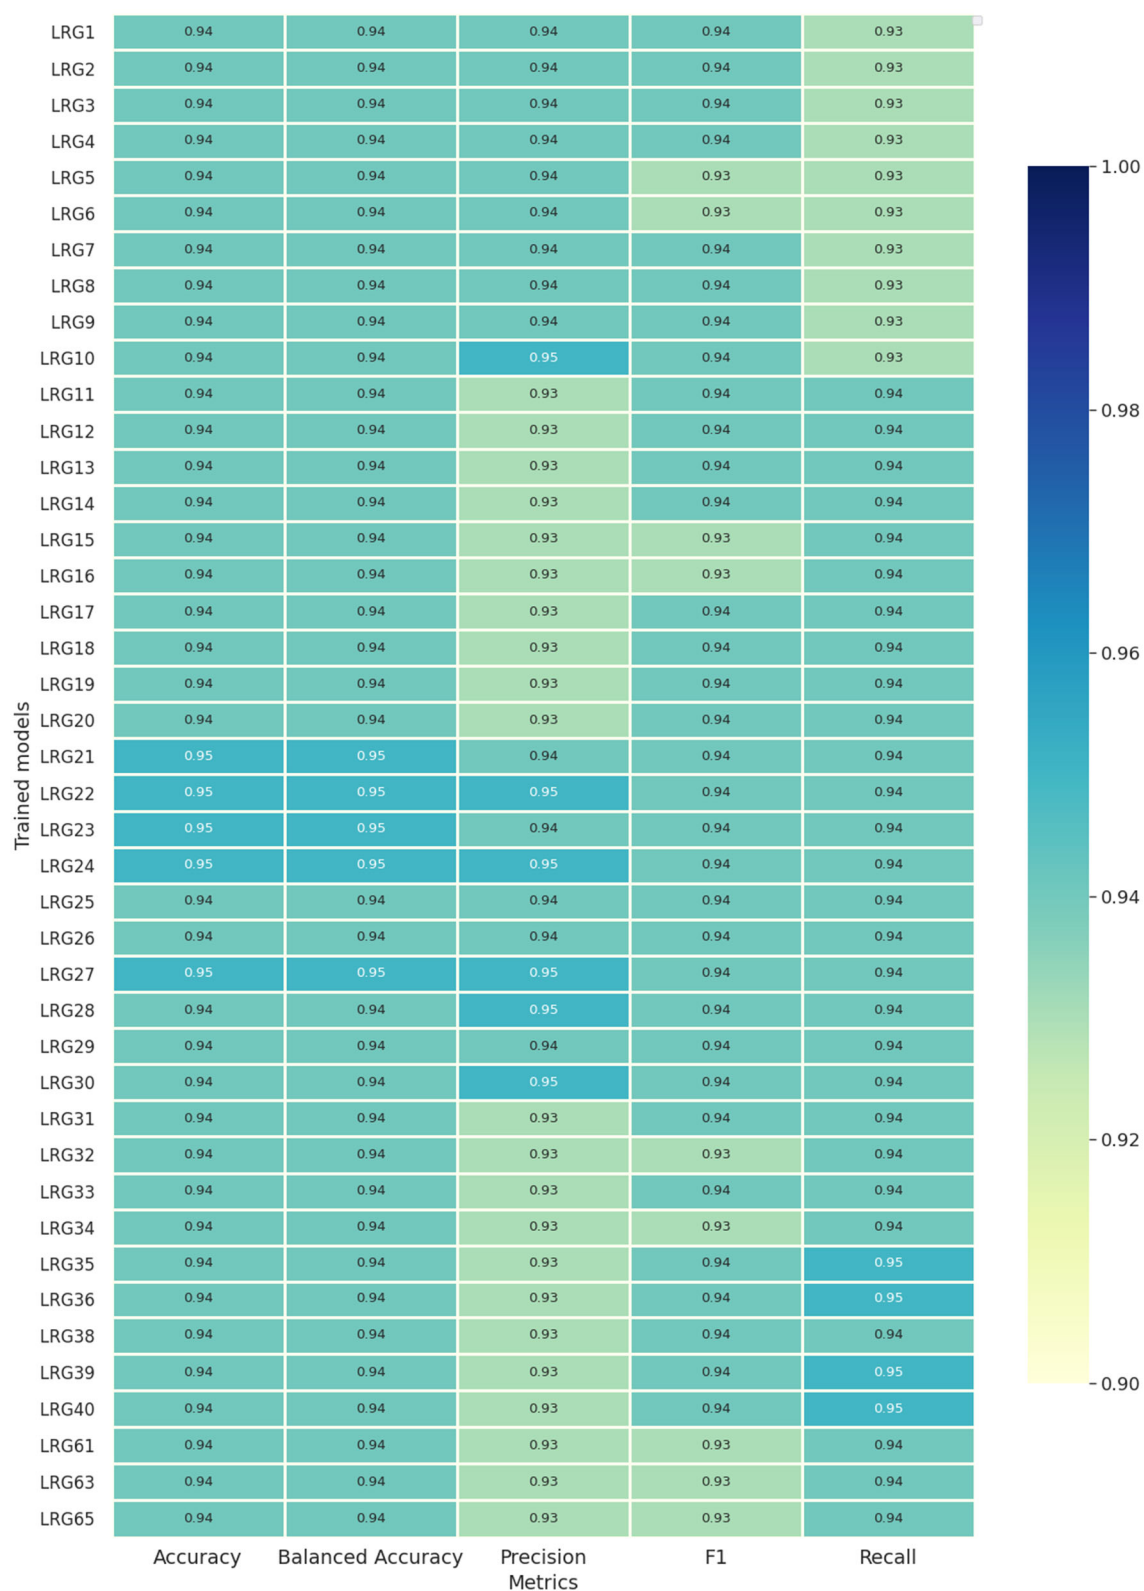 LRG1 0.94 0.94 0.94 0.94 0.93
LRG2 0.94 0.94 0.94 0.94 0.93
LRG3 0.94 0.94 0.94 0.94 0.93
LRG4 0.94 0.94 0.94 0.94 0.93
LRG5 0.94 0.94 0.94 0.93 0.93
LRG6 0.94 0.94 0.94 0.93 0.93
LRG7 0.94 0.94 0.94 0.94 0.93
LRG8 0.94 0.94 0.94 0.94 0.93
LRG9 0.94 0.94 0.94 0.94 0.93
LRG10 0.94 0.94 0.95 0.94 0.93
LRG11 0.94 0.94 0.93 0.94 0.94
LRG12 0.94 0.94 0.93 0.94 0.94
LRG13 0.94 0.94 0.93 0.94 0.94
LRG14 0.94 0.94 0.93 0.94 0.94
LRG15 0.94 0.94 0.93 0.93 0.94
LRG16 0.94 0.94 0.93 0.93 0.94
LRG17 0.94 0.94 0.93 0.94 0.94
LRG18 0.94 0.94 0.93 0.94 0.94
LRG19 0.94 0.94 0.93 0.94 0.94
LRG20 0.94 0.94 0.93 0.94 0.94
LRG21 0.95 0.95 0.94 0.94 0.94
LRG22 0.95 0.95 0.95 0.94 0.94
LRG23 0.95 0.95 0.94 0.94 0.94
LRG24 0.95 0.95 0.95 0.94 0.94
LRG25 0.94 0.94 0.94 0.94 0.94
LRG26 0.94 0.94 0.94 0.94 0.94
LRG27 0.95 0.95 0.95 0.94 0.94
LRG28 0.94 0.94 0.95 0.94 0.94
LRG29 0.94 0.94 0.94 0.94 0.94
LRG30 0.94 0.94 0.95 0.94 0.94
LRG31 0.94 0.94 0.93 0.94 0.94
LRG32 0.94 0.94 0.93 0.93 0.94
LRG33 0.94 0.94 0.93 0.94 0.94
LRG34 0.94 0.94 0.93 0.93 0.94
LRG35 0.94 0.94 0.93 0.94 0.95
LRG36 0.94 0.94 0.93 0.94 0.95
LRG38 0.94 0.94 0.93 0.94 0.94
LRG39 0.94 0.94 0.93 0.94 0.95
LRG40 0.94 0.94 0.93 0.94 0.95
LRG61 0.94 0.94 0.93 0.93 0.94
LRG63 0.94 0.94 0.93 0.93 0.94
LRG65 0.94 0.94 0.93 0.93 0.94
Accuracy Balanced Accuracy Precision F1 Recall
Metrics
Trained models
1.00
0.98
0.96
0.94
0.92
0.90